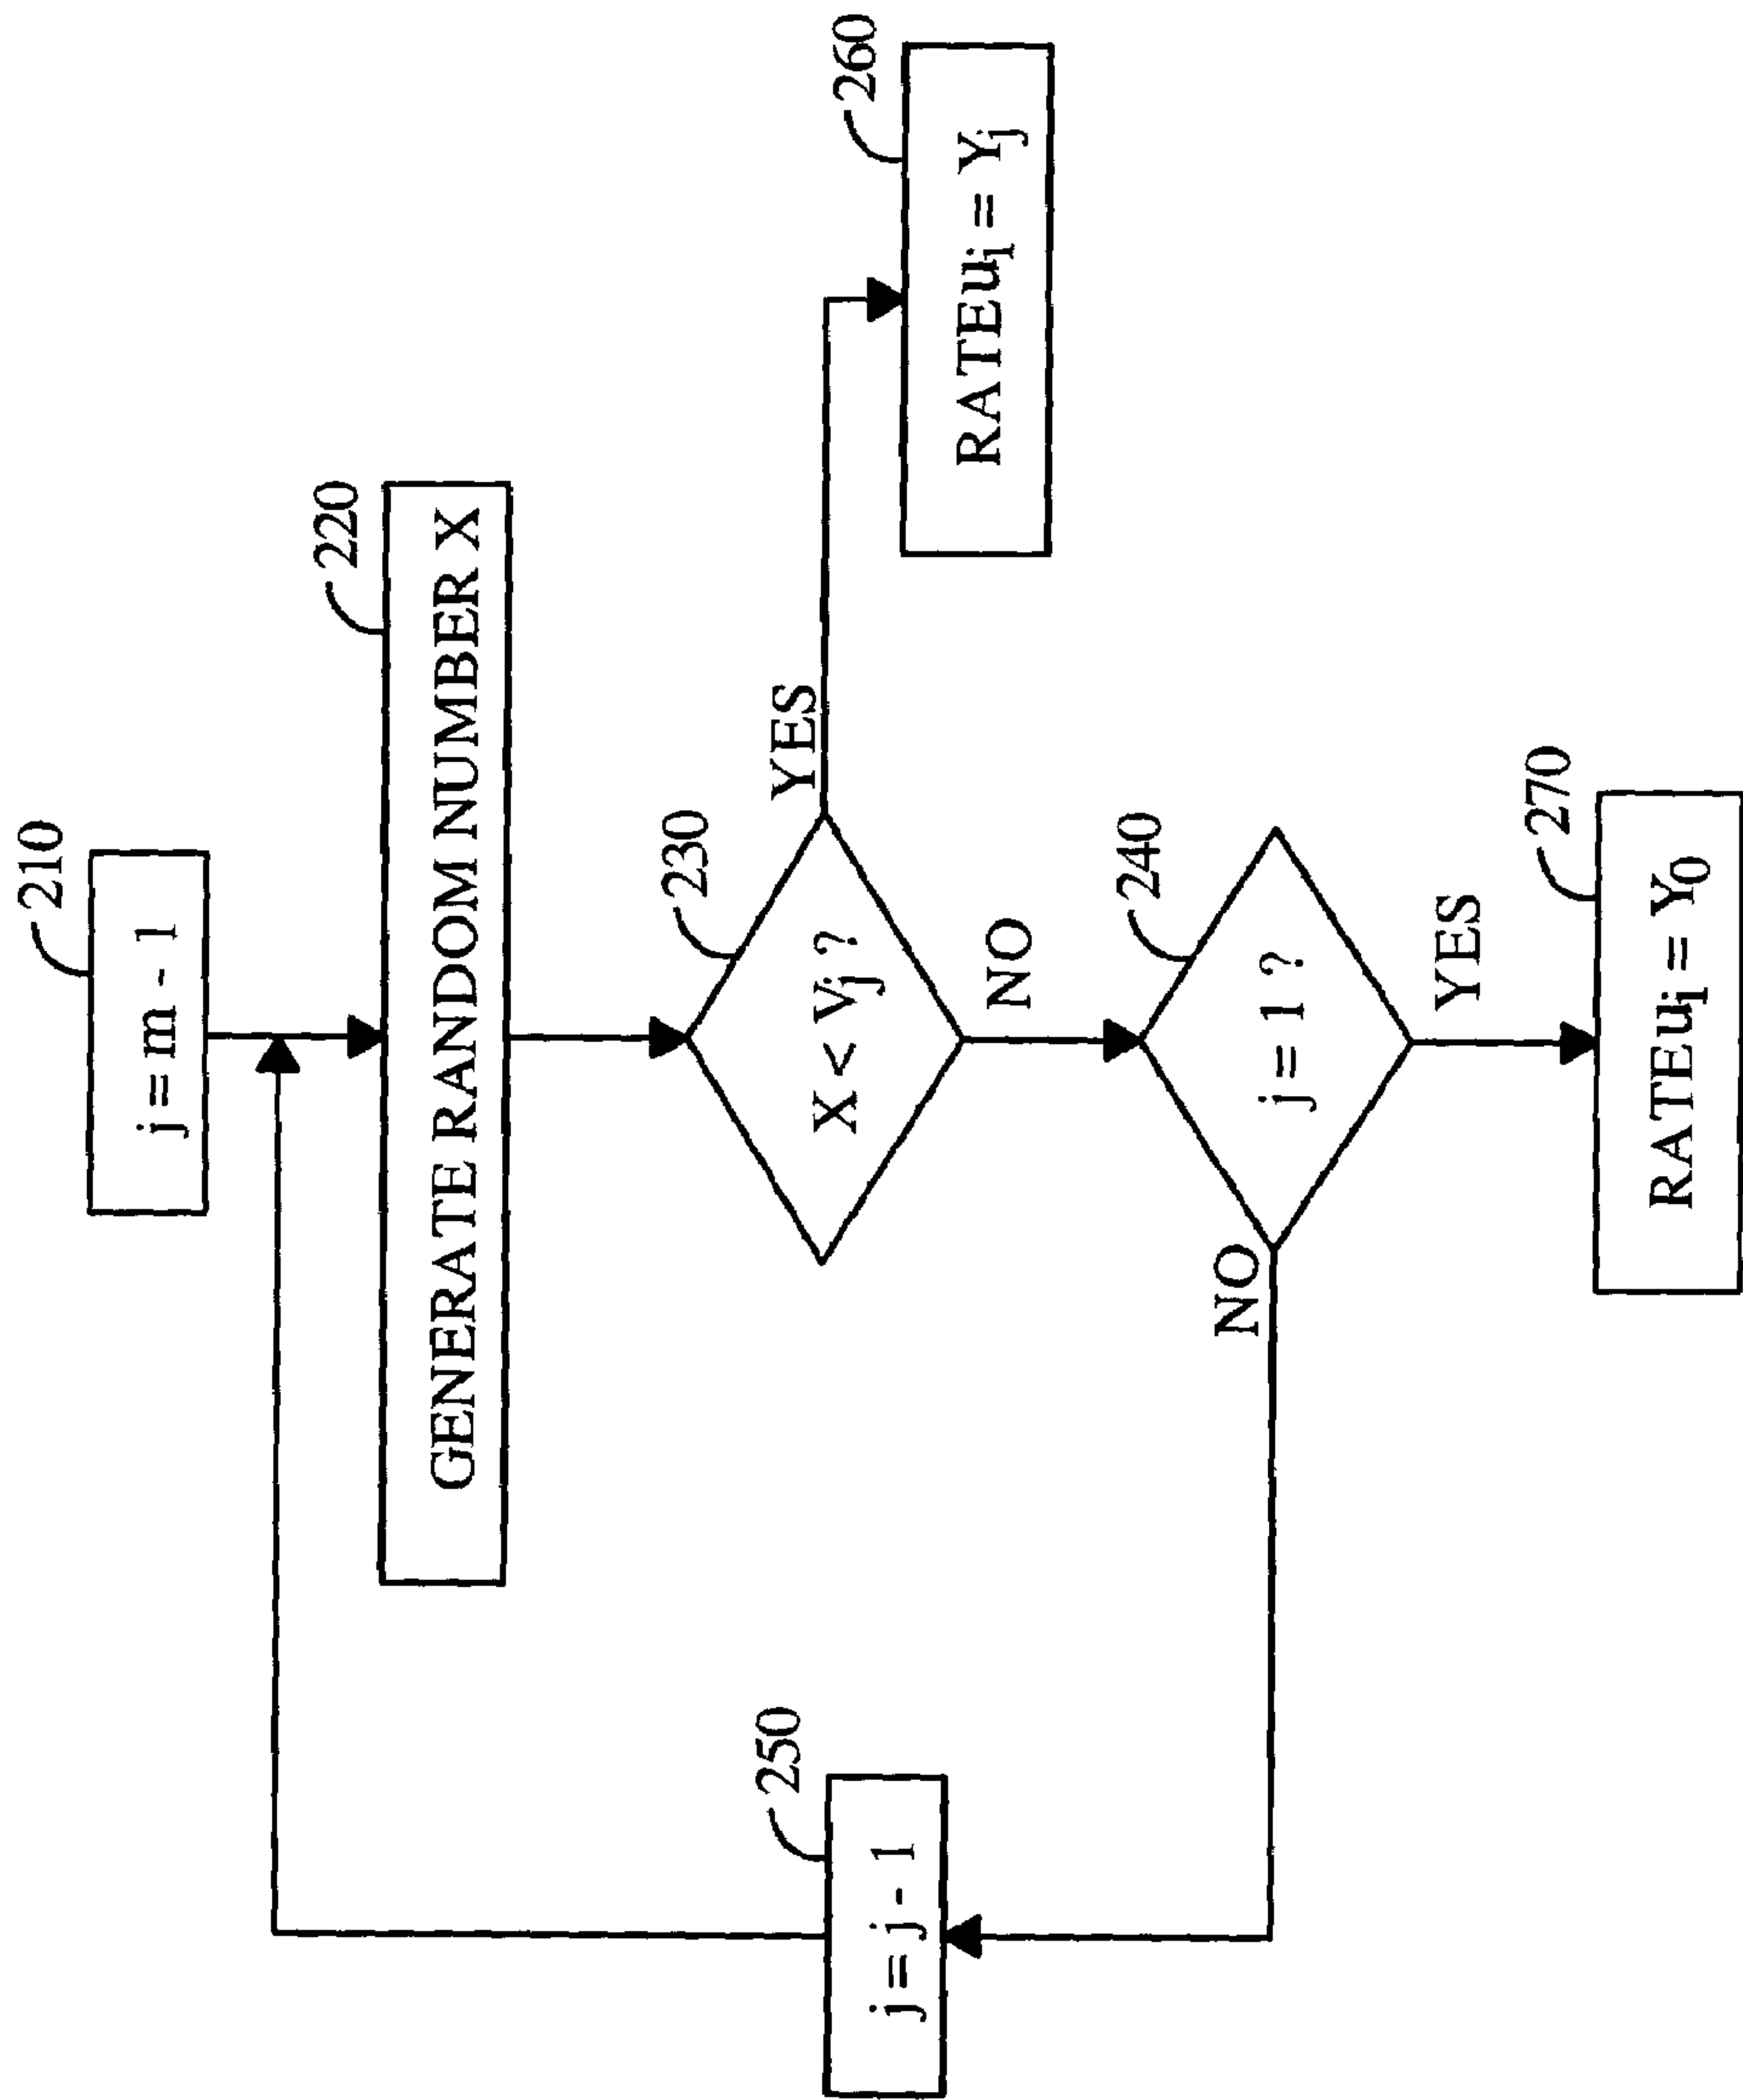 210
j = m - 1
220
GENERATE RANDOM NUMBER X
230
X < Vj ?
YES
260
RATEui = Yj
NO
240
j = 1 ?
NO
250
j = j - 1
YES
270
RATEui = Y0